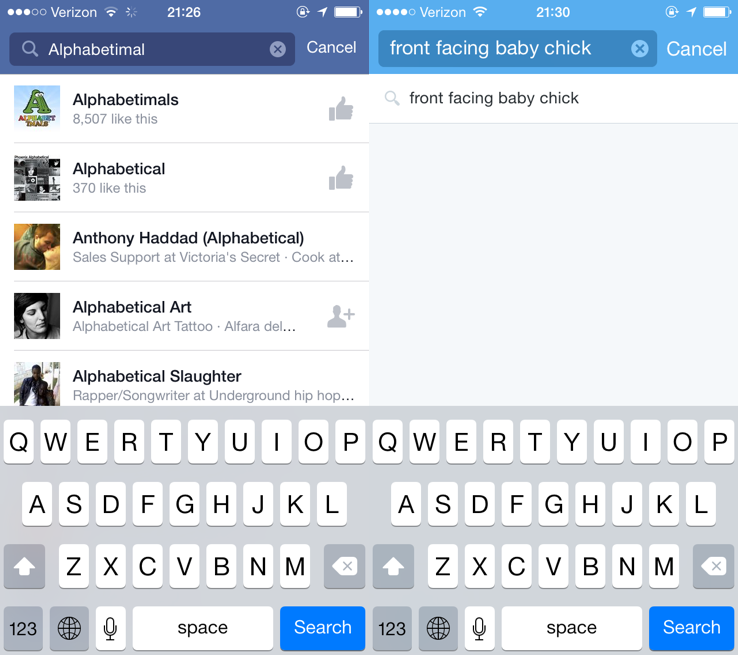 Verizon 21:26
Alphabetimal Cancel
Alphabetimals
8,507 like this
Alphabetical
370 like this
Anthony Haddad (Alphabetical)
Sales Support at Victoria's Secret · Cook at...
Alphabetical Art
Alphabetical Art Tattoo · Alfara del...
Alphabetical Slaughter
Rapper/Songwriter at Underground hip hop...
Q W E R T Y U I O P
A S D F G H J K L
Z X C V B N M
123 space Search
Verizon 21:30
front facing baby chick Cancel
front facing baby chick
Q W E R T Y U I O P
A S D F G H J K L
Z X C V B N M
123 space Search